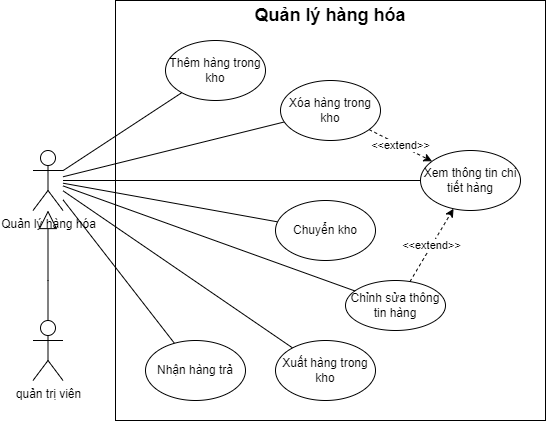 Quản lý hàng hóa
Thêm hàng trong
kho
Xóa hàng trong
kho
<<extend>>
Xem thông tin chi
tiết hàng
Quản lý hàng hóa
Chuyển kho
<<extend>>
Chỉnh sửa thông
tin hàng
Nhận hàng trả
Xuất hàng trong
kho
quản trị viên